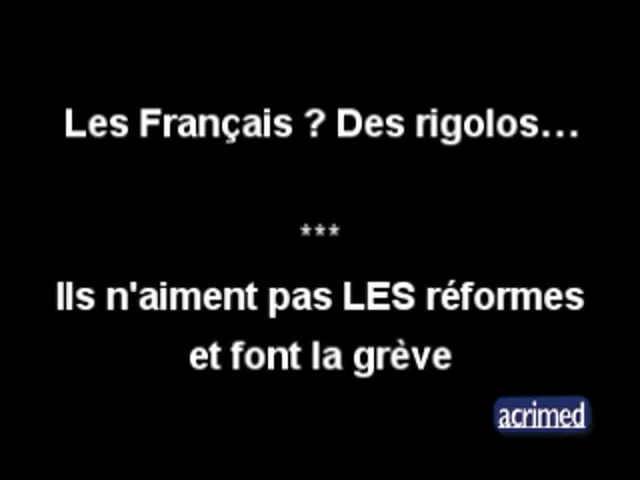 Les Français ? Des rigolos…
***
Ils n'aiment pas LES réformes
et font la grève
acrimed